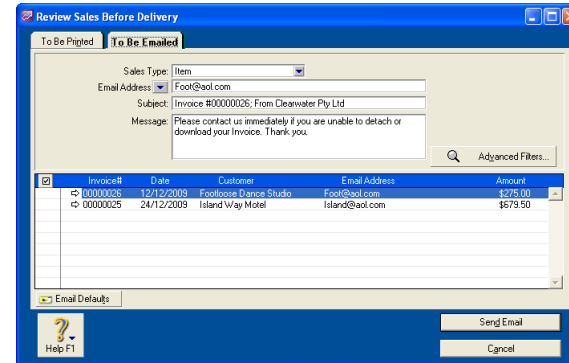 Review Sales Before Delivery
To Be Printed To Be Emailed
Sales Type: Item
Email Address Foot@aol.com
Subject: Invoice #00000026; From Clearwater Pty Ltd
Message: Please contact us immediately if you are unable to detach or
download your Invoice. Thank you.
Advanced Filters...
Invoice# Date Customer Email Address Amount
00000026 12/12/2009 Footloose Dance Studio Foot@aol.com $275.00
00000025 24/12/2009 Island Way Motel Island@aol.com $679.50
Email Defaults
Send Email
Help F1
Cancel